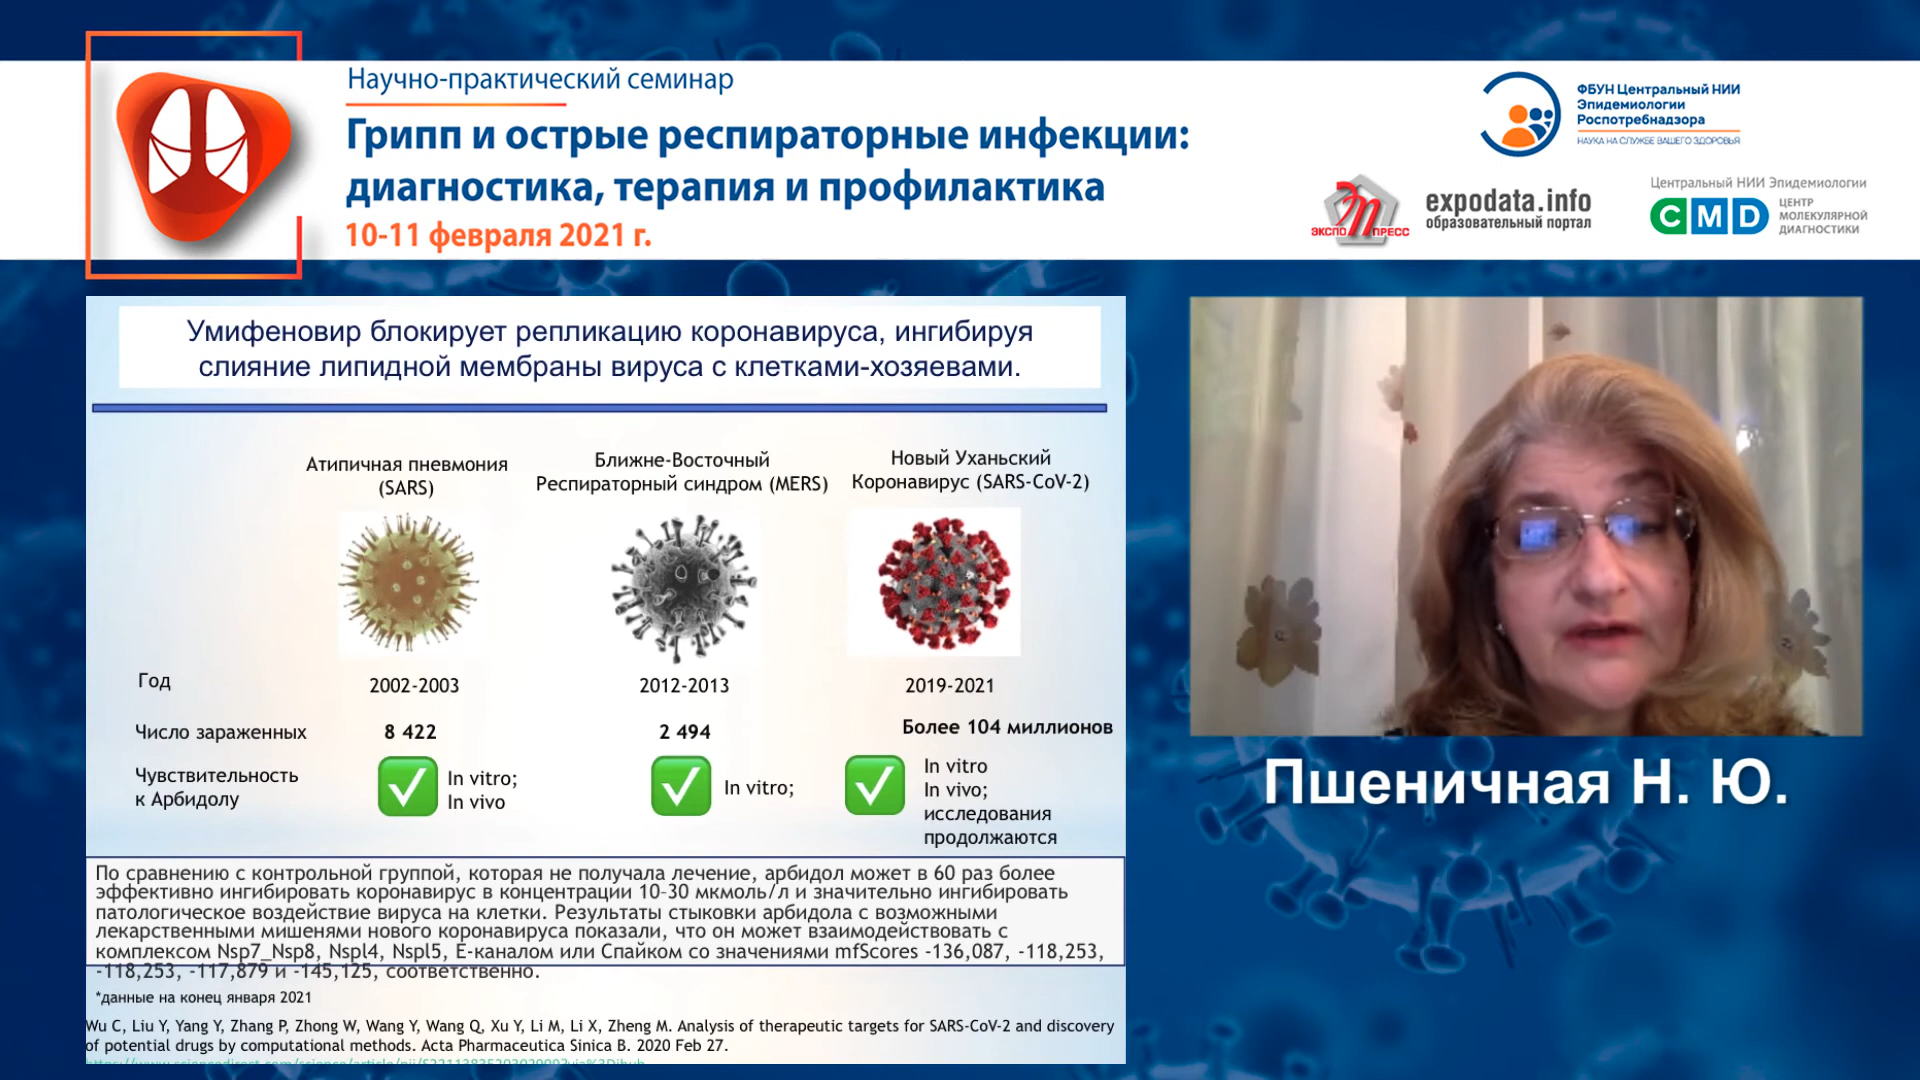 Научно-практический семинар
Грипп и острые респираторные инфекции:
диагностика, терапия и профилактика
10-11 февраля 2021 г.
ФБУН Центральный НИИ
Эпидемиологии
Роспотребнадзора
НАУКА НА СЛУЖБЕ ВАШЕГО ЗДОРОВЬЯ
ЭКСПО ЭП ПРЕСС
expodata.info
образовательный портал
Центральный НИИ Эпидемиологии
CMD
ЦЕНТР
МОЛЕКУЛЯРНОЙ
ДИАГНОСТИКИ
Умифеновир блокирует репликацию коронавируса, ингибируя
слияние липидной мембраны вируса с клетками-хозяевами.
Атипичная пневмония
(SARS)
Ближне-Восточный
Респираторный синдром (MERS)
Новый Уханьский
Коронавирус (SARS-CoV-2)
Год
2002-2003
2012-2013
2019-2021
Число зараженных
8 422
2 494
Более 104 миллионов
Чувствительность
к Арбидолу
In vitro;
In vivo
In vitro;
In vitro
In vivo;
исследования
продолжаются
По сравнению с контрольной группой, которая не получала лечение, арбидол может в 60 раз более
эффективно ингибировать коронавирус в концентрации 10–30 мкмоль/л и значительно ингибировать
патологическое воздействие вируса на клетки. Результаты стыковки арбидола с возможными
лекарственными мишенями нового коронавируса показали, что он может взаимодействовать с
комплексом Nsp7_Nsp8, Nspl4, Nspl5, E-каналом или Спайком со значениями mfScores -136,087, -118,253,
-118,253, -117,879 и -145,125, соответственно.
*данные на конец января 2021
Wu C, Liu Y, Yang Y, Zhang P, Zhong W, Wang Y, Wang Q, Xu Y, Li M, Li X, Zheng M. Analysis of therapeutic targets for SARS-CoV-2 and discovery
of potential drugs by computational methods. Acta Pharmaceutica Sinica B. 2020 Feb 27.
Пшеничная Н. Ю.